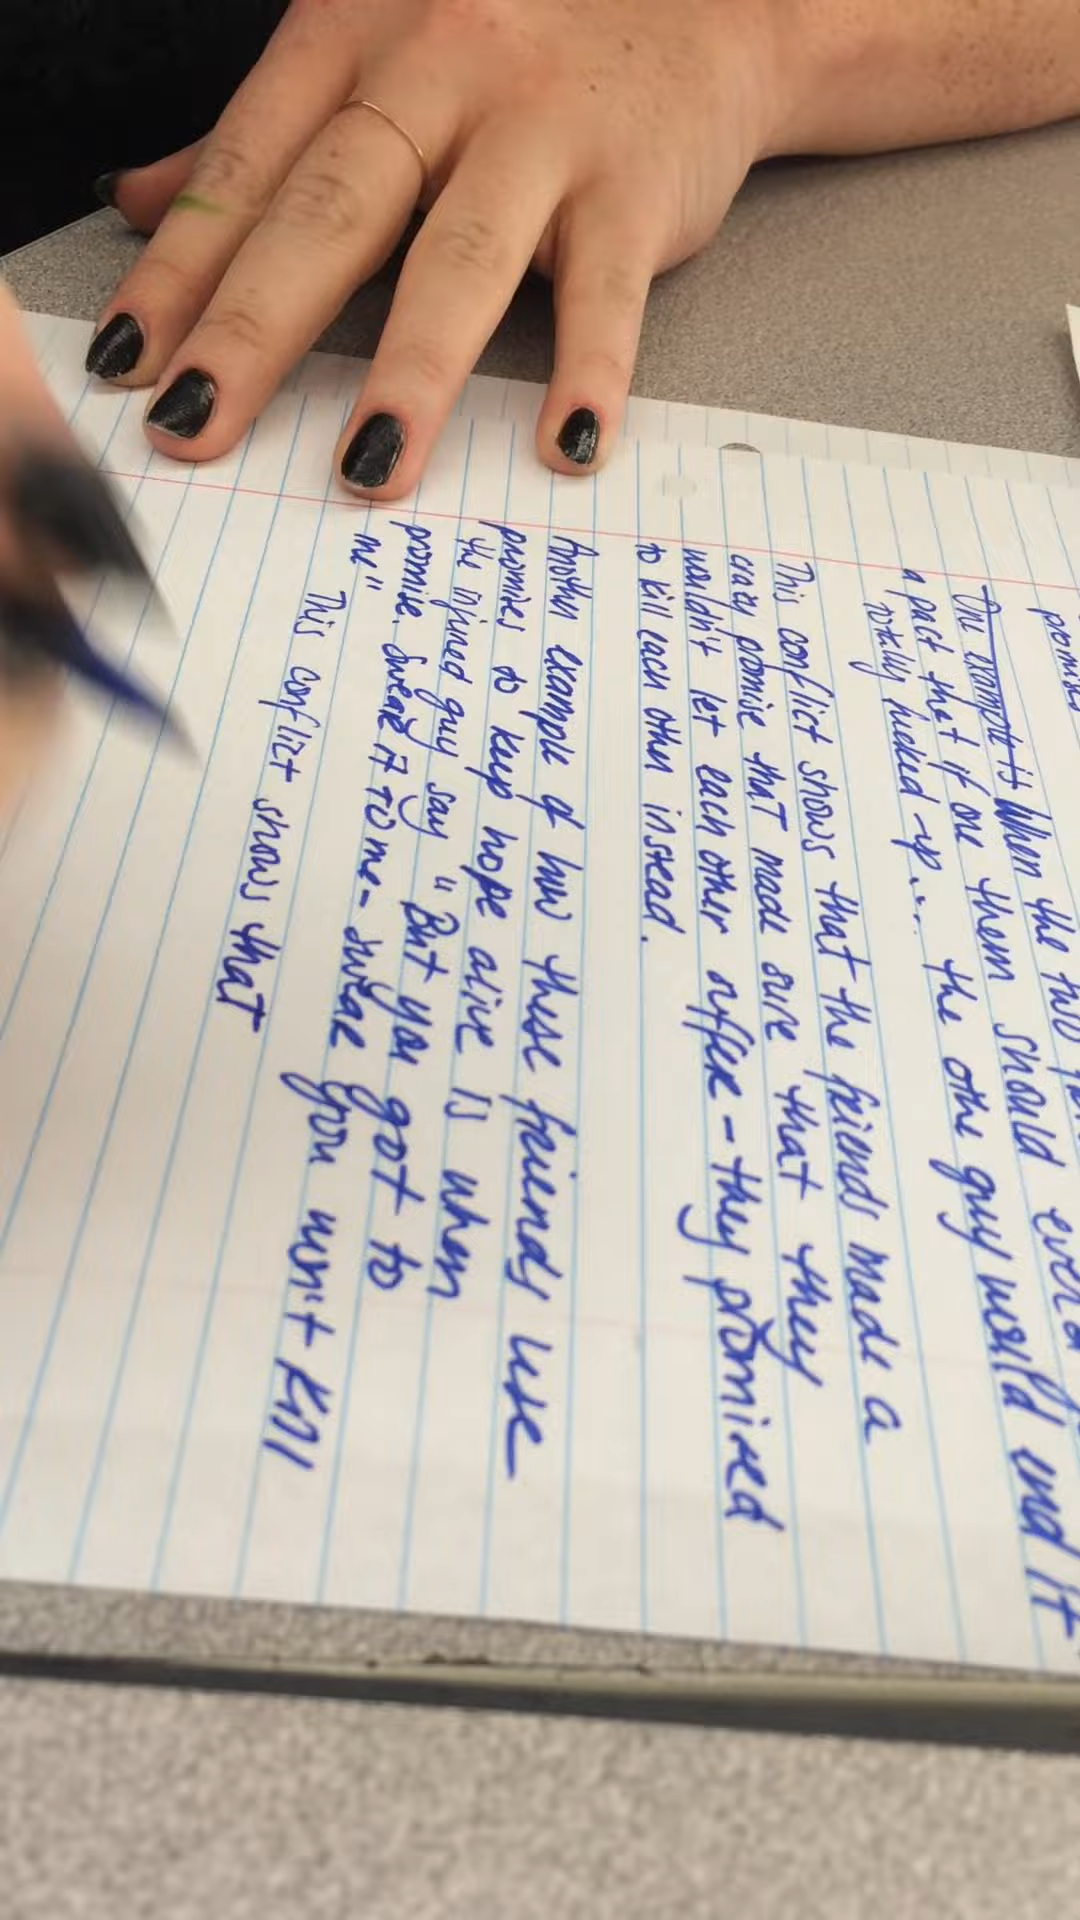 promise
One example is When the two
a pact that if one them should ever
totally fucked-up.... the othe guy would end it
This conflict shows that the friends made a
crazy promise that made sure that they
wouldn't let each other suffer - they promised
to kill each other instead.
Another example of how these friends use
promises to keep hope alive is when
the injured guy say "But you got to
promise. Swear it to me - swear you won't kill
me"
This conflizt shows that